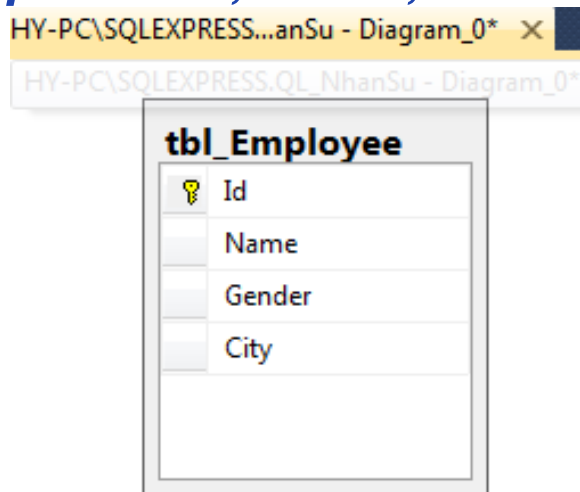 HY-PC\SQLEXPRESS...anSu - Diagram_0*
HY-PC\SQLEXPRESS.QL_NhanSu - Diagram_0*
tbl_Employee
Id
Name
Gender
City